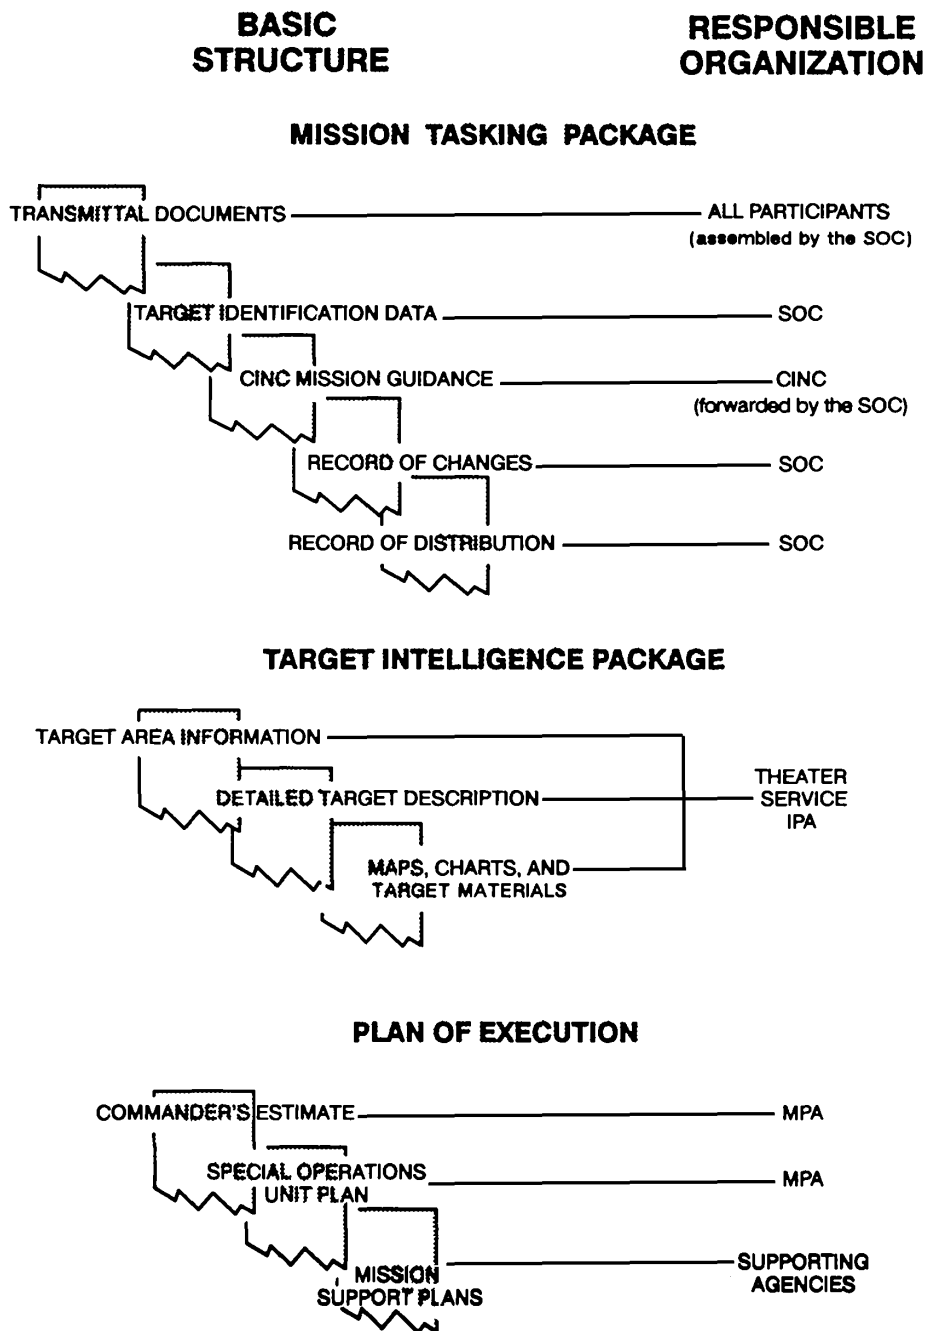 BASIC
STRUCTURE
RESPONSIBLE
ORGANIZATION
MISSION TASKING PACKAGE
TRANSMITTAL DOCUMENTS
ALL PARTICIPANTS
(assembled by the SOC)
TARGET IDENTIFICATION DATA
SOC
CINC MISSION GUIDANCE
CINC
(forwarded by the SOC)
RECORD OF CHANGES
SOC
RECORD OF DISTRIBUTION
SOC
TARGET INTELLIGENCE PACKAGE
TARGET AREA INFORMATION
DETAILED TARGET DESCRIPTION
MAPS, CHARTS, AND
TARGET MATERIALS
THEATER
SERVICE
IPA
PLAN OF EXECUTION
COMMANDER'S ESTIMATE
MPA
SPECIAL OPERATIONS
UNIT PLAN
MPA
MISSION
SUPPORT PLANS
SUPPORTING
AGENCIES